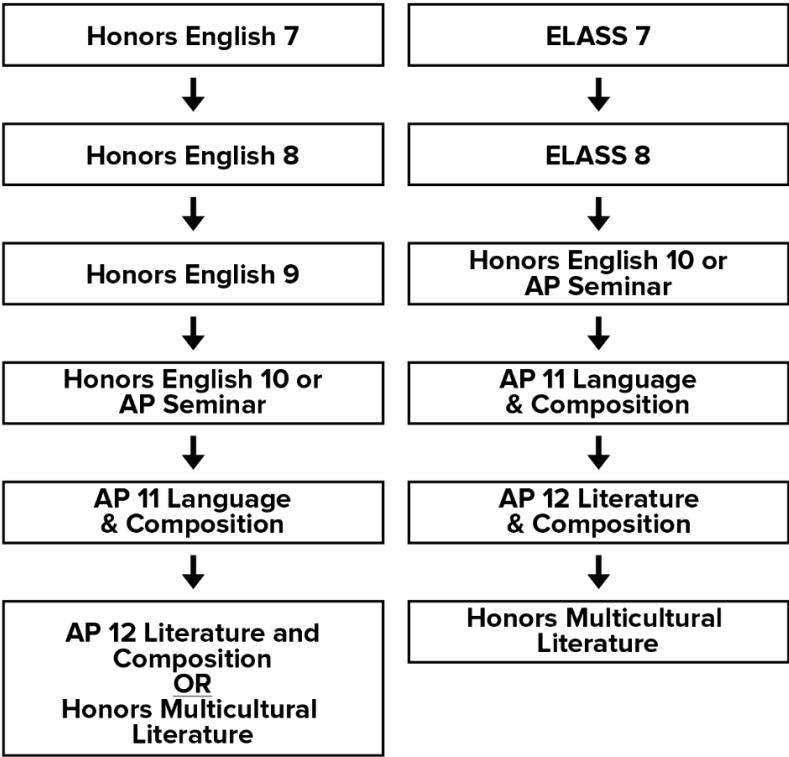 Honors English 7
Honors English 8
Honors English 9
Honors English 10 or
AP Seminar
AP 11 Language
& Composition
AP 12 Literature and
Composition
OR
Honors Multicultural
Literature
ELASS 7
ELASS 8
Honors English 10 or
AP Seminar
AP 11 Language
& Composition
AP 12 Literature
& Composition
Honors Multicultural
Literature